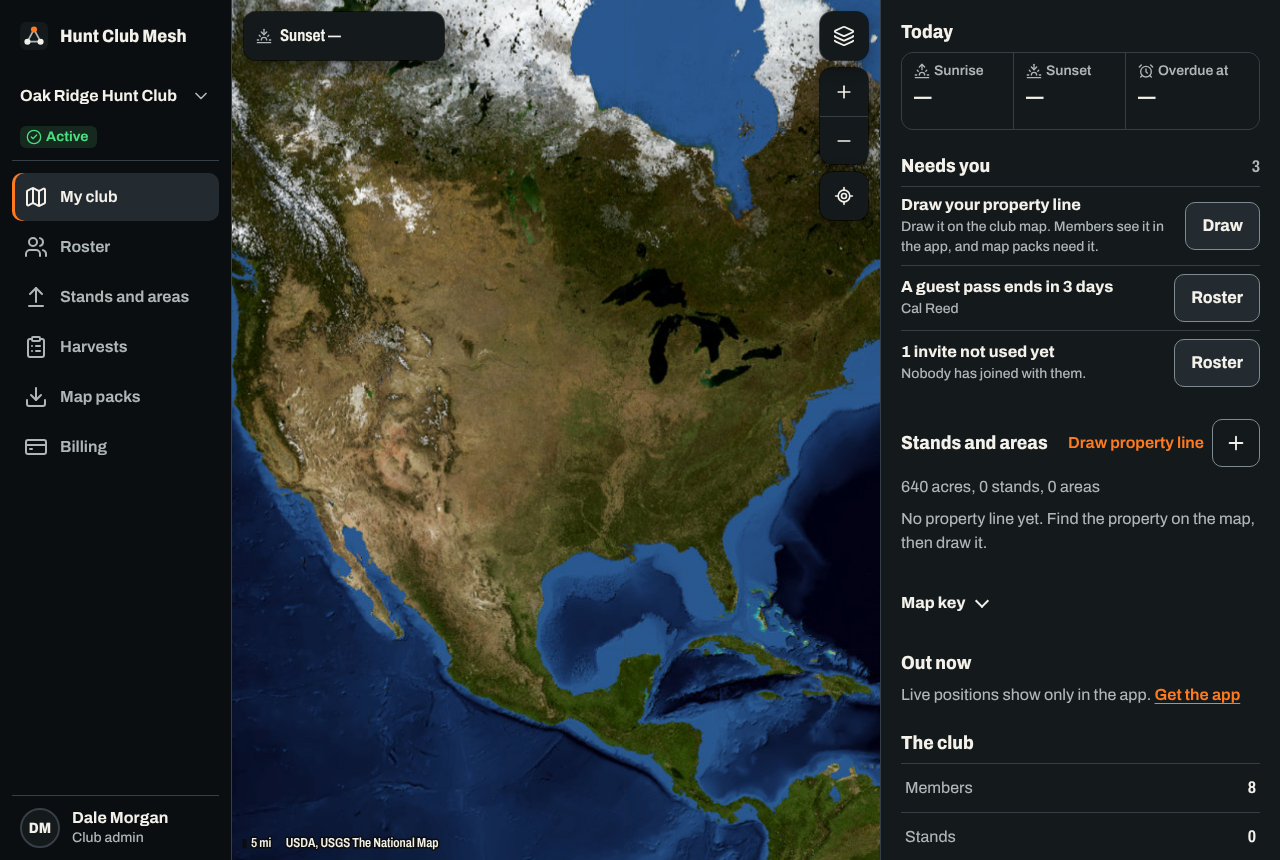 Hunt Club Mesh
Oak Ridge Hunt Club
Active
My club
Roster
Stands and areas
Harvests
Map packs
Billing
DM
Dale Morgan
Club admin
Sunset —
5 mi
USDA, USGS The National Map
Today
Sunrise
—
Sunset
—
Overdue at
—
Needs you
3
Draw your property line
Draw it on the club map. Members see it in
the app, and map packs need it.
Draw
A guest pass ends in 3 days
Cal Reed
Roster
1 invite not used yet
Nobody has joined with them.
Roster
Stands and areas
Draw property line
640 acres, 0 stands, 0 areas
No property line yet. Find the property on the map,
then draw it.
Map key
Out now
Live positions show only in the app. Get the app
The club
Members
8
Stands
0